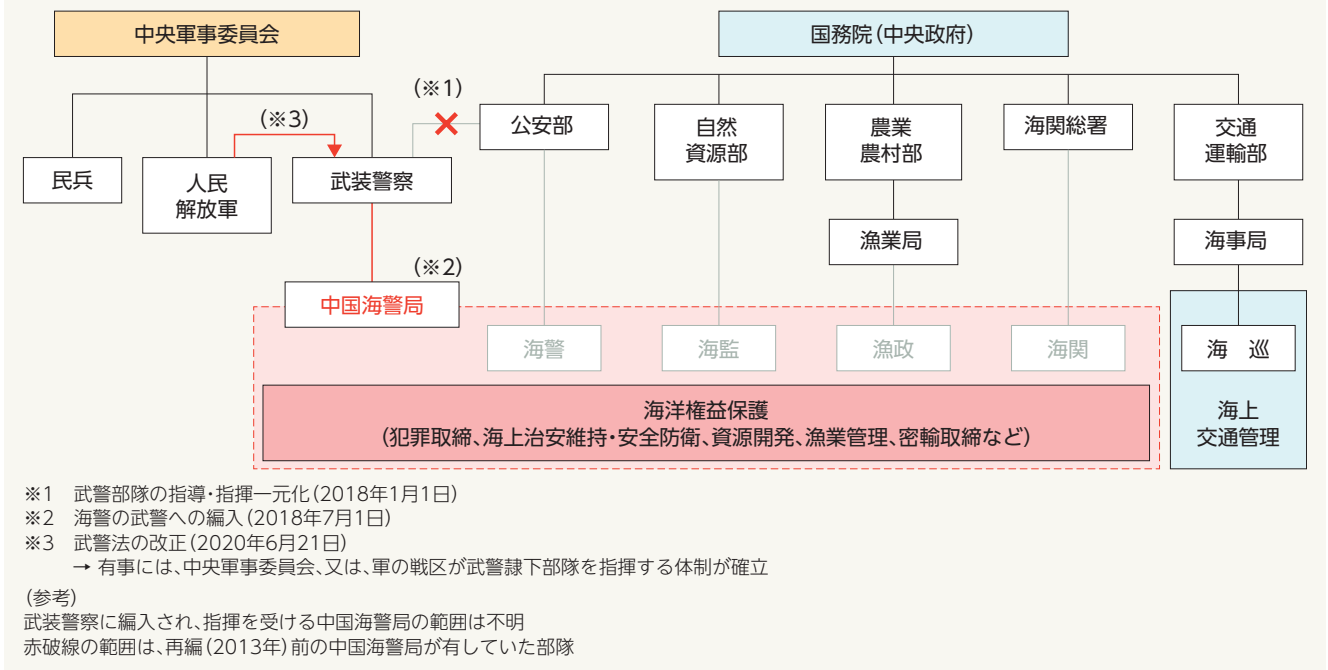 中央軍事委員会
国務院（中央政府）
（※1）
（※3）
公安部
自然
資源部
農業
農村部
海関総署
交通
運輸部
民兵
人民
解放軍
武装警察
漁業局
海事局
（※2）
中国海警局
海警
海監
漁政
海関
海　巡
海洋権益保護
（犯罪取締、海上治安維持・安全防衛、資源開発、漁業管理、密輸取締など）
海上
交通管理
※1　武警部隊の指導・指揮一元化（2018年1月1日）
※2　海警の武警への編入（2018年7月1日）
※3　武警法の改正（2020年6月21日）
→ 有事には、中央軍事委員会、又は、軍の戦区が武警隷下部隊を指揮する体制が確立
（参考）
武装警察に編入され、指揮を受ける中国海警局の範囲は不明
赤破線の範囲は、再編（2013年）前の中国海警局が有していた部隊